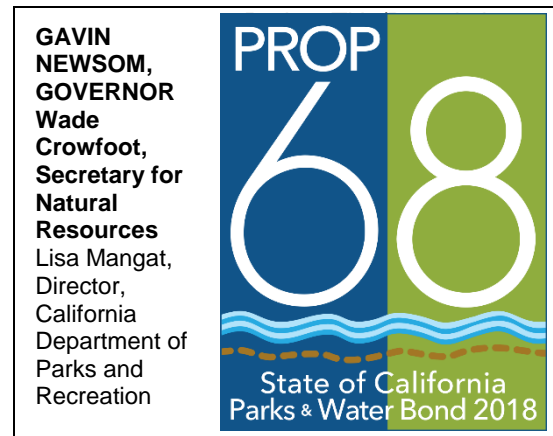 GAVIN
NEWSOM,
GOVERNOR
Wade
Crowfoot,
Secretary for
Natural
Resources
Lisa Mangat,
Director,
California
Department of
Parks and
Recreation
PROP
68
State of California
Parks & Water Bond 2018